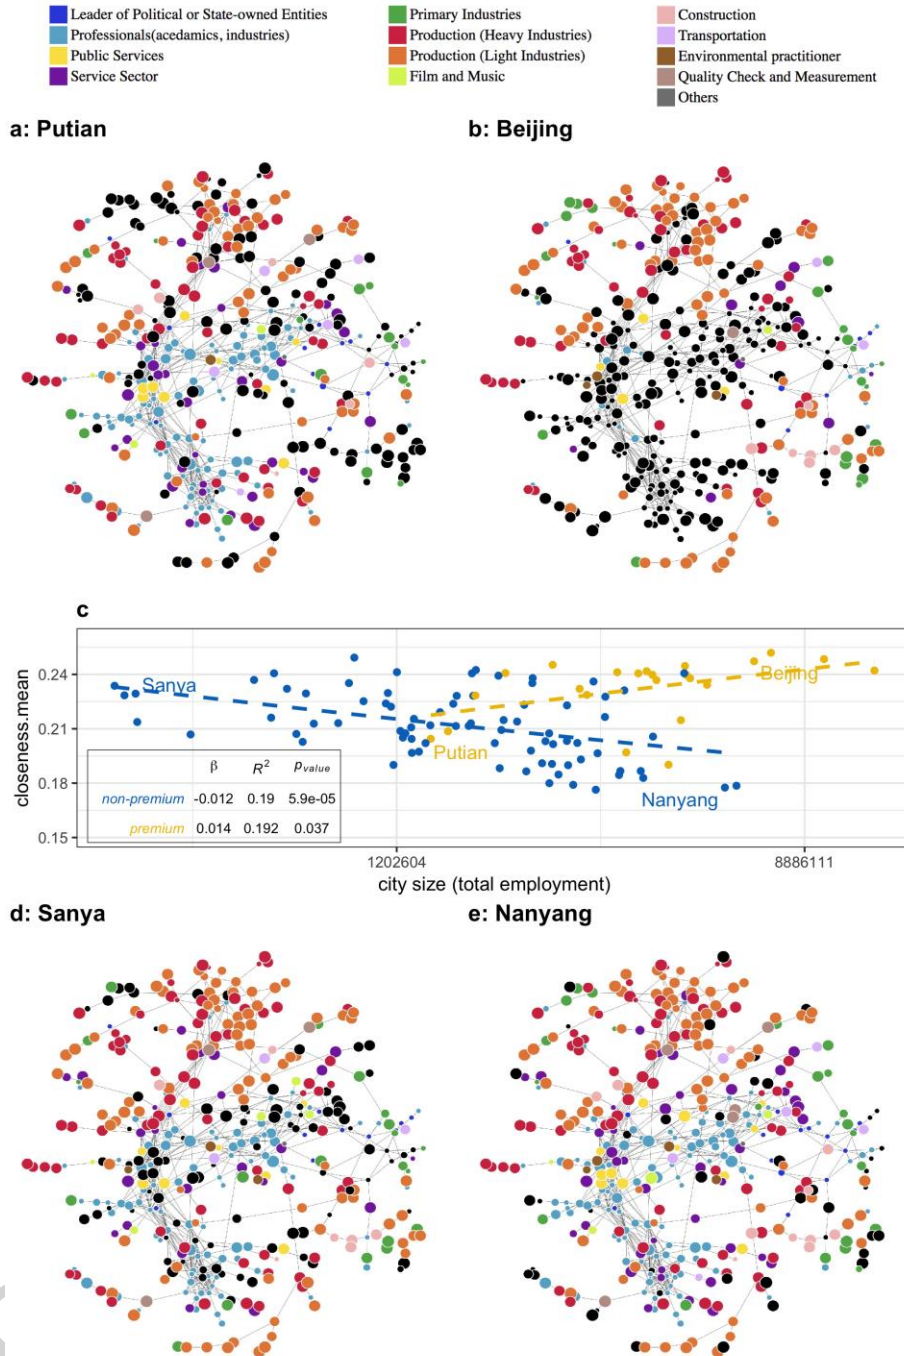 Leader of Political or State-owned Entities
Professionals(acedamics, industries)
Public Services
Service Sector
Primary Industries
Production (Heavy Industries)
Production (Light Industries)
Film and Music
Construction
Transportation
Environmental practitioner
Quality Check and Measurement
Others
a: Putian
b: Beijing
c
closeness.mean
0.24
0.21
0.18
0.15
Sanya
Beijing
Putian
Nanyang
β R² p_value
non-premium -0.012 0.19 5.9e-05
premium 0.014 0.192 0.037
1202604 8886111
city size (total employment)
d: Sanya
e: Nanyang